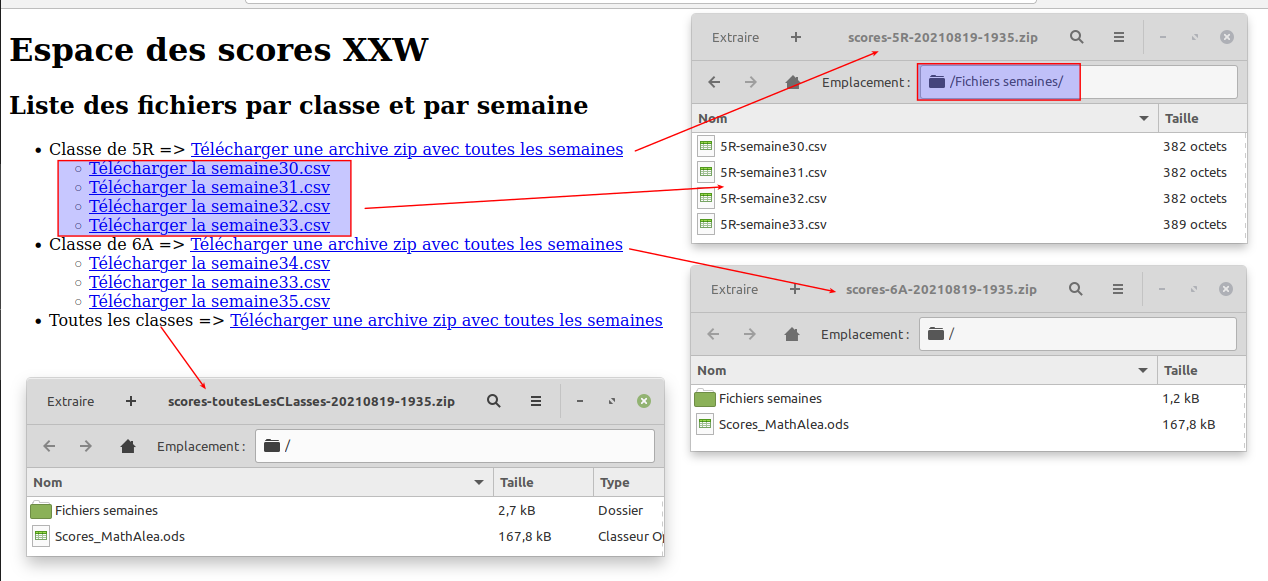 Espace des scores XXW
Liste des fichiers par classe et par semaine
Classe de 5R => Télécharger une archive zip avec toutes les semaines
Télécharger la semaine30.csv
Télécharger la semaine31.csv
Télécharger la semaine32.csv
Télécharger la semaine33.csv
Classe de 6A => Télécharger une archive zip avec toutes les semaines
Télécharger la semaine34.csv
Télécharger la semaine33.csv
Télécharger la semaine35.csv
Toutes les classes => Télécharger une archive zip avec toutes les semaines
Extraire + scores-5R-20210819-1935.zip
Emplacement : /Fichiers semaines/
Nom Taille
5R-semaine30.csv 382 octets
5R-semaine31.csv 382 octets
5R-semaine32.csv 382 octets
5R-semaine33.csv 389 octets
Extraire + scores-6A-20210819-1935.zip
Emplacement : /
Nom Taille
Fichiers semaines 1,2 kB
Scores_MathAlea.ods 167,8 kB
Extraire + scores-toutesLesCLasses-20210819-1935.zip
Emplacement : /
Nom Taille Type
Fichiers semaines 2,7 kB Dossier
Scores_MathAlea.ods 167,8 kB Classeur Op